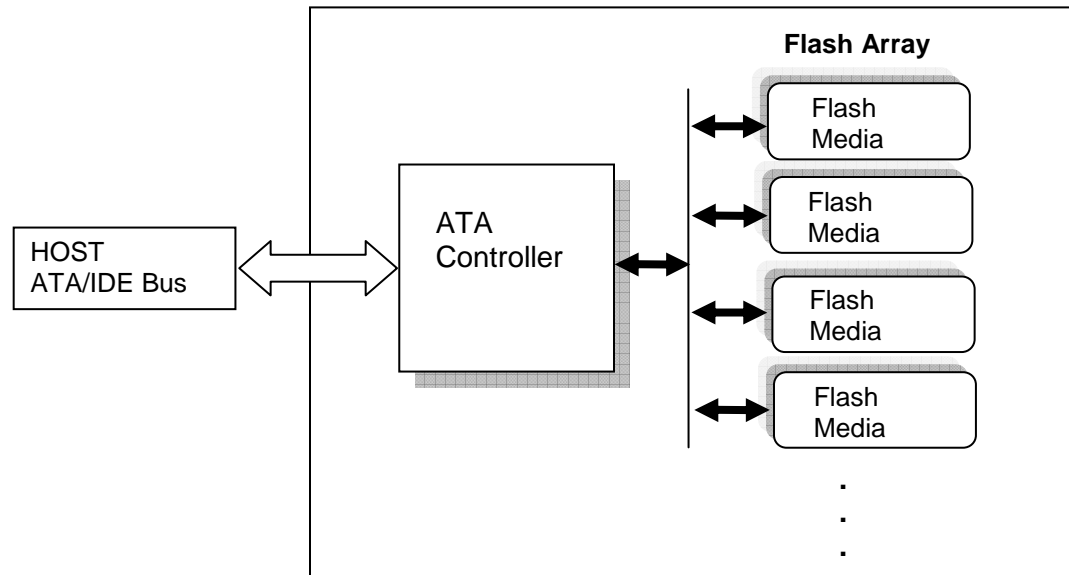 Flash Array
HOST
ATA/IDE Bus
ATA
Controller
Flash
Media
Flash
Media
Flash
Media
Flash
Media
.
.
.